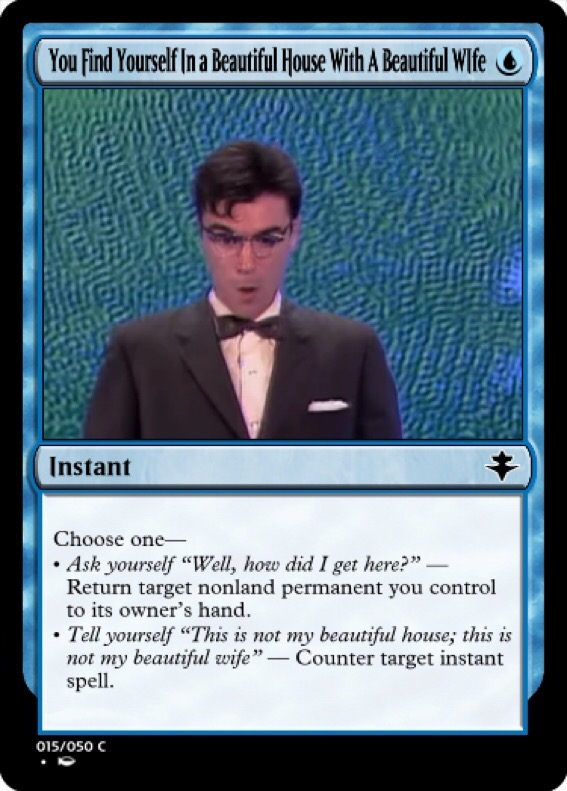 You Find Yourself In a Beautiful House With A Beautiful WIfe
Instant
Choose one—
• Ask yourself “Well, how did I get here?” —
Return target nonland permanent you control
to its owner’s hand.
• Tell yourself “This is not my beautiful house; this is
not my beautiful wife” — Counter target instant
spell.
015/050 C
•